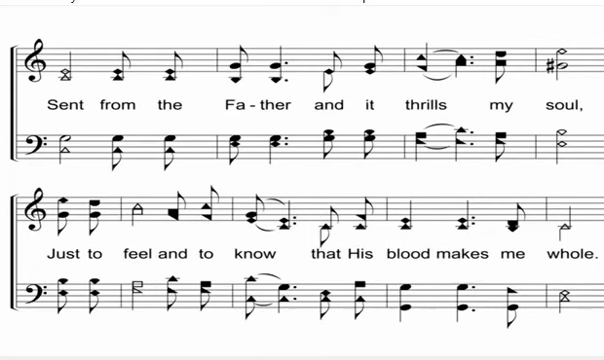 Sent from the Fa - ther and it thrills my soul,
Just to feel and to know that His blood makes me whole.